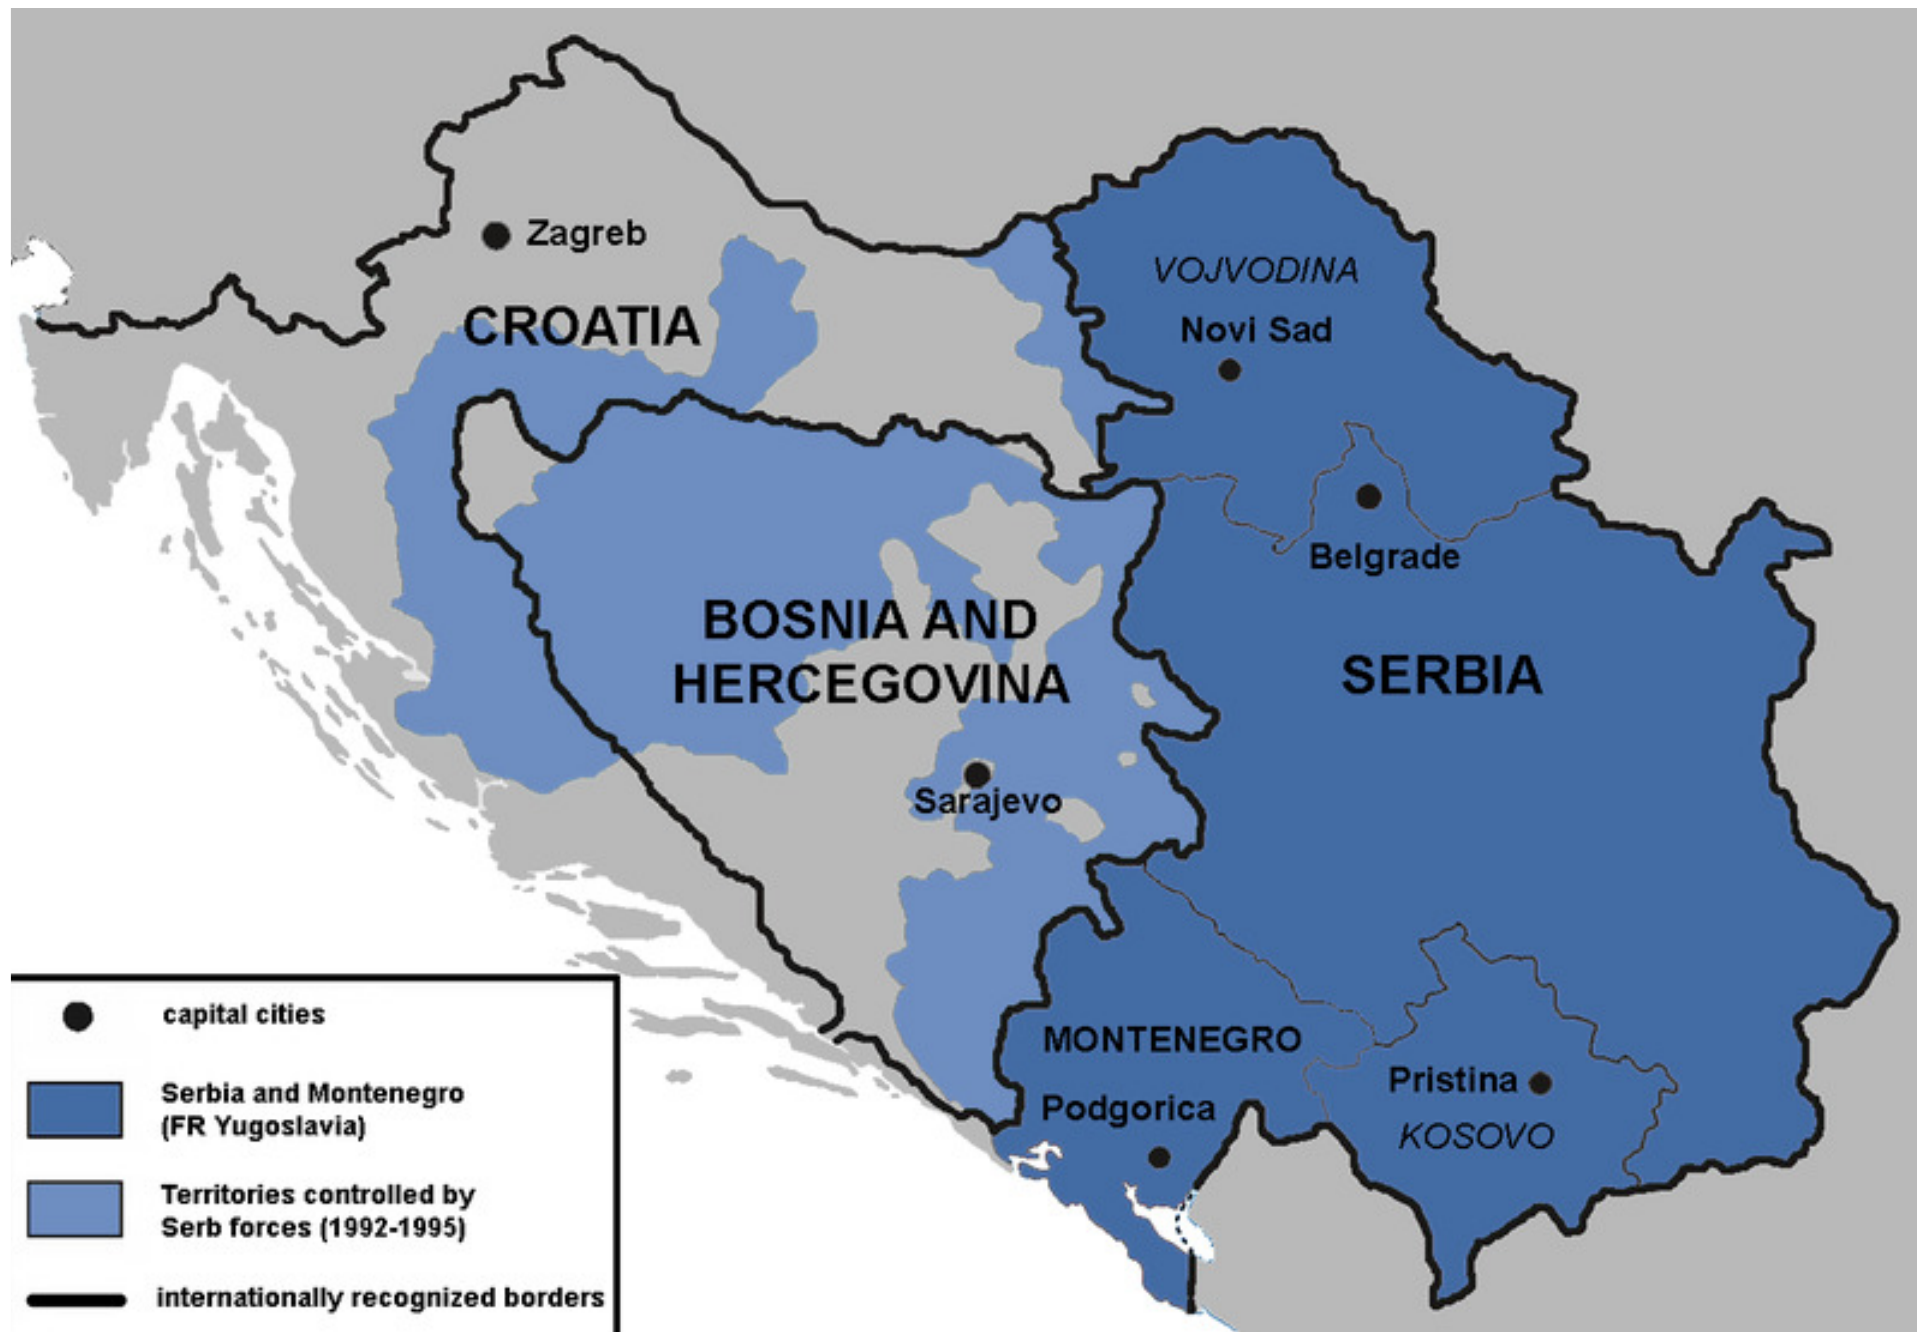 Zagreb
CROATIA
VOJVODINA
Novi Sad
Belgrade
BOSNIA AND
HERCEGOVINA
SERBIA
Sarajevo
MONTENEGRO
Podgorica
Pristina
KOSOVO
capital cities
Serbia and Montenegro
(FR Yugoslavia)
Territories controlled by
Serb forces (1992-1995)
internationally recognized borders